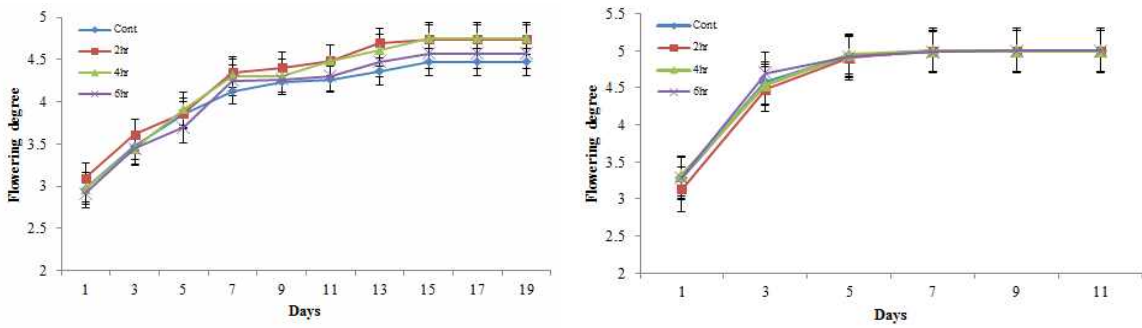 Flowering degree
5
4.5
4
3.5
3
2.5
2
Cont.
2hr
4hr
6hr
1 3 5 7 9 11 13 15 17 19
Days
Flowering degree
5.5
5
4.5
4
3.5
3
2.5
2
Cont.
2hr
4hr
6hr
1 3 5 7 9 11
Days